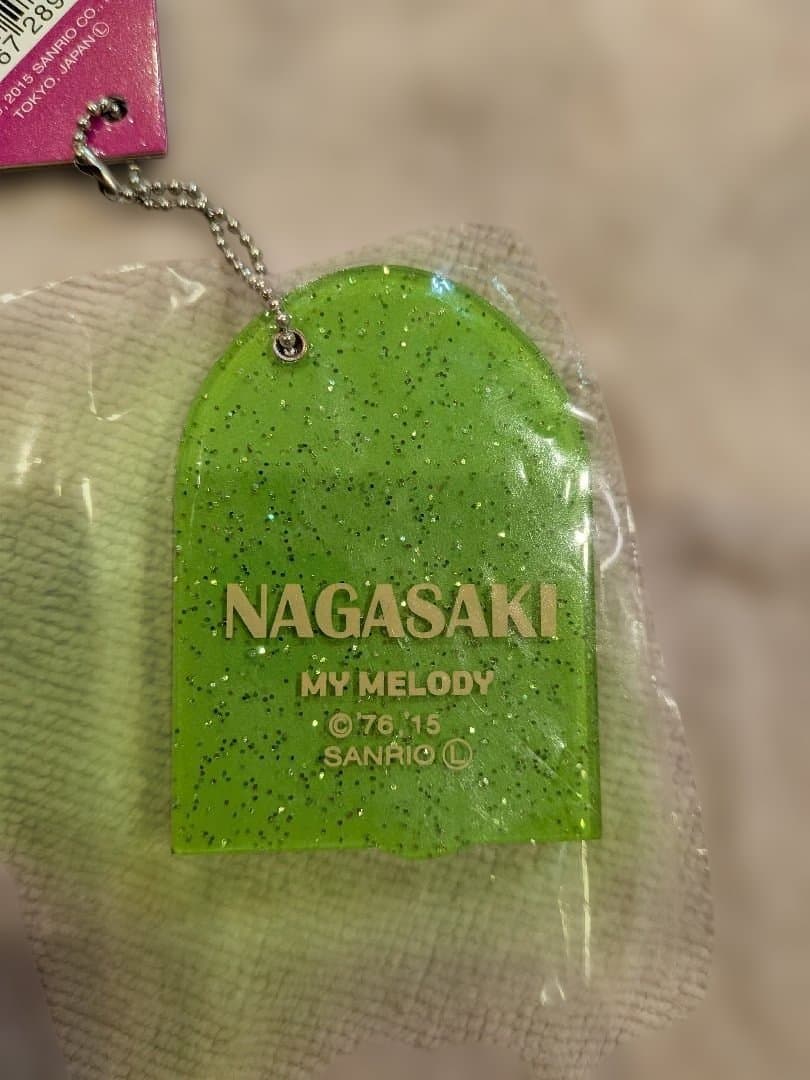 2015 SANRIO CO.,
TOKYO, JAPAN Ⓛ
NAGASAKI
MY MELODY
© '76, '15
SANRIO Ⓛ